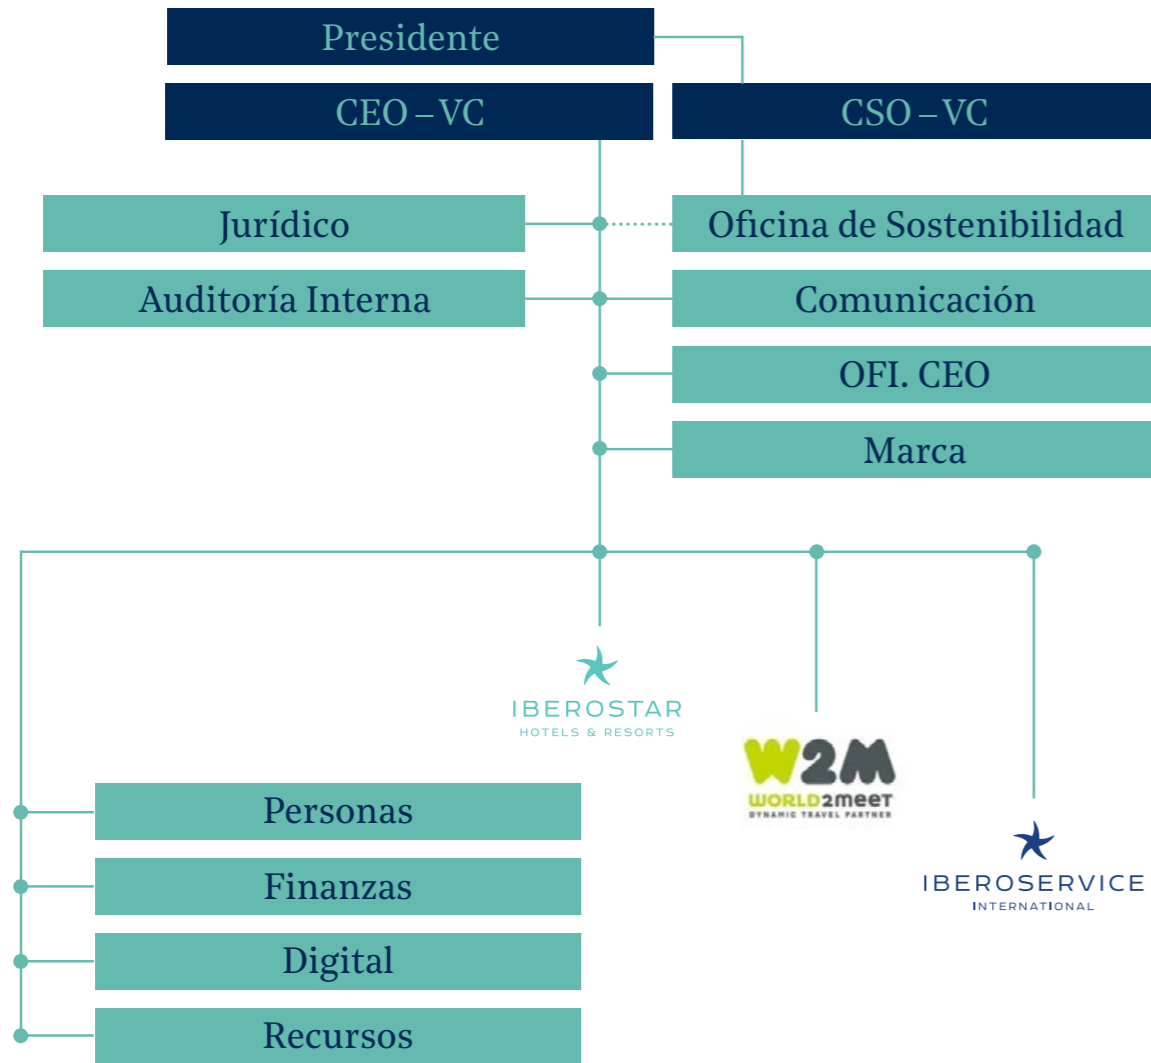 Presidente
CEO – VC
CSO – VC
Jurídico
Oficina de Sostenibilidad
Auditoría Interna
Comunicación
OFI. CEO
Marca
IBEROSTAR
HOTELS & RESORTS
W2M
WORLD2MEET
DYNAMIC TRAVEL PARTNER
Personas
Finanzas
IBEROSERVICE
INTERNATIONAL
Digital
Recursos